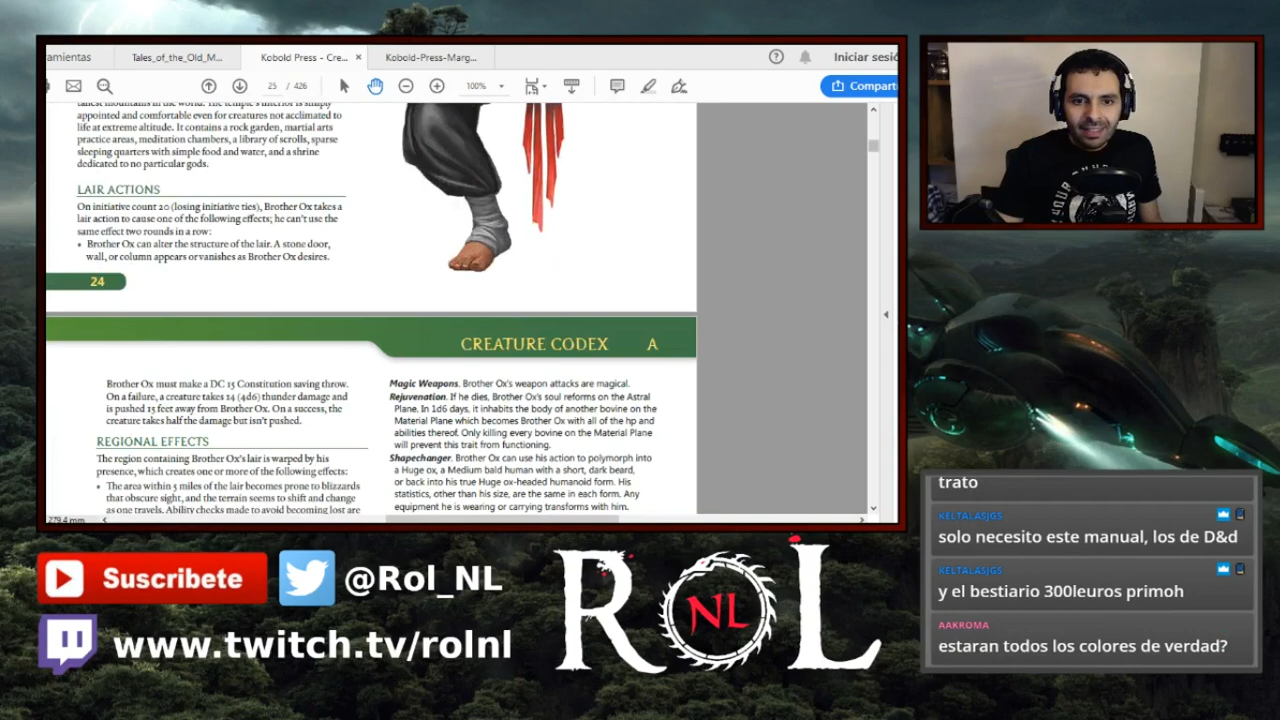 amientas
Tales_of_the_Old_M...
Kobold Press - Cre...
Kobold-Press-Marg...
Iniciar sesió
25 / 426
100%
Compart
tallest mountains in the world. The temple's interior is simply
appointed and comfortable even for creatures not acclimated to
life at extreme altitude. It contains a rock garden, martial arts
practice areas, meditation chambers, a library of scrolls, sparse
sleeping quarters with simple food and water, and a shrine
dedicated to no particular gods.
LAIR ACTIONS
On initiative count 20 (losing initiative ties), Brother Ox takes a
lair action to cause one of the following effects; he can't use the
same effect two rounds in a row:
• Brother Ox can alter the structure of the lair. A stone door,
wall, or column appears or vanishes as Brother Ox desires.
24
CREATURE CODEX A
Brother Ox must make a DC 15 Constitution saving throw.
On a failure, a creature takes 14 (4d6) thunder damage and
is pushed 15 feet away from Brother Ox. On a success, the
creature takes half the damage but isn't pushed.
REGIONAL EFFECTS
The region containing Brother Ox's lair is warped by his
presence, which creates one or more of the following effects:
• The area within 5 miles of the lair becomes prone to blizzards
that obscure sight, and the terrain seems to shift and change
as one travels. Ability checks made to avoid becoming lost are
Magic Weapons. Brother Ox's weapon attacks are magical.
Rejuvenation. If he dies, Brother Ox's soul reforms on the Astral
Plane. In 1d6 days, it inhabits the body of another bovine on the
Material Plane which becomes Brother Ox with all of the hp and
abilities thereof. Only killing every bovine on the Material Plane
will prevent this trait from functioning.
Shapechanger. Brother Ox can use his action to polymorph into
a Huge ox, a Medium bald human with a short, dark beard,
or back into his true Huge ox-headed humanoid form. His
statistics, other than his size, are the same in each form. Any
equipment he is wearing or carrying transforms with him.
279.4 mm
trato
KELTALASJGS
solo necesito este manual, los de D&d
KELTALASJGS
y el bestiario 300leuros primoh
AAKROMA
estaran todos los colores de verdad?
Suscribete
@Rol_NL
www.twitch.tv/rolnl
ROL
NL